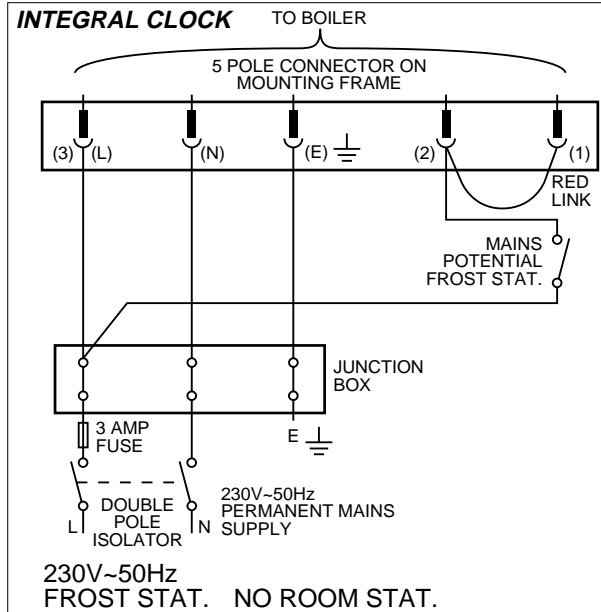 INTEGRAL CLOCK
TO BOILER
5 POLE CONNECTOR ON
MOUNTING FRAME
(3) (L) (N) (E) (2) (1)
RED
LINK
MAINS
POTENTIAL
FROST STAT.
JUNCTION
BOX
3 AMP
FUSE
E
DOUBLE
POLE
ISOLATOR
L
N
230V~50Hz
PERMANENT MAINS
SUPPLY
230V~50Hz
FROST STAT. NO ROOM STAT.